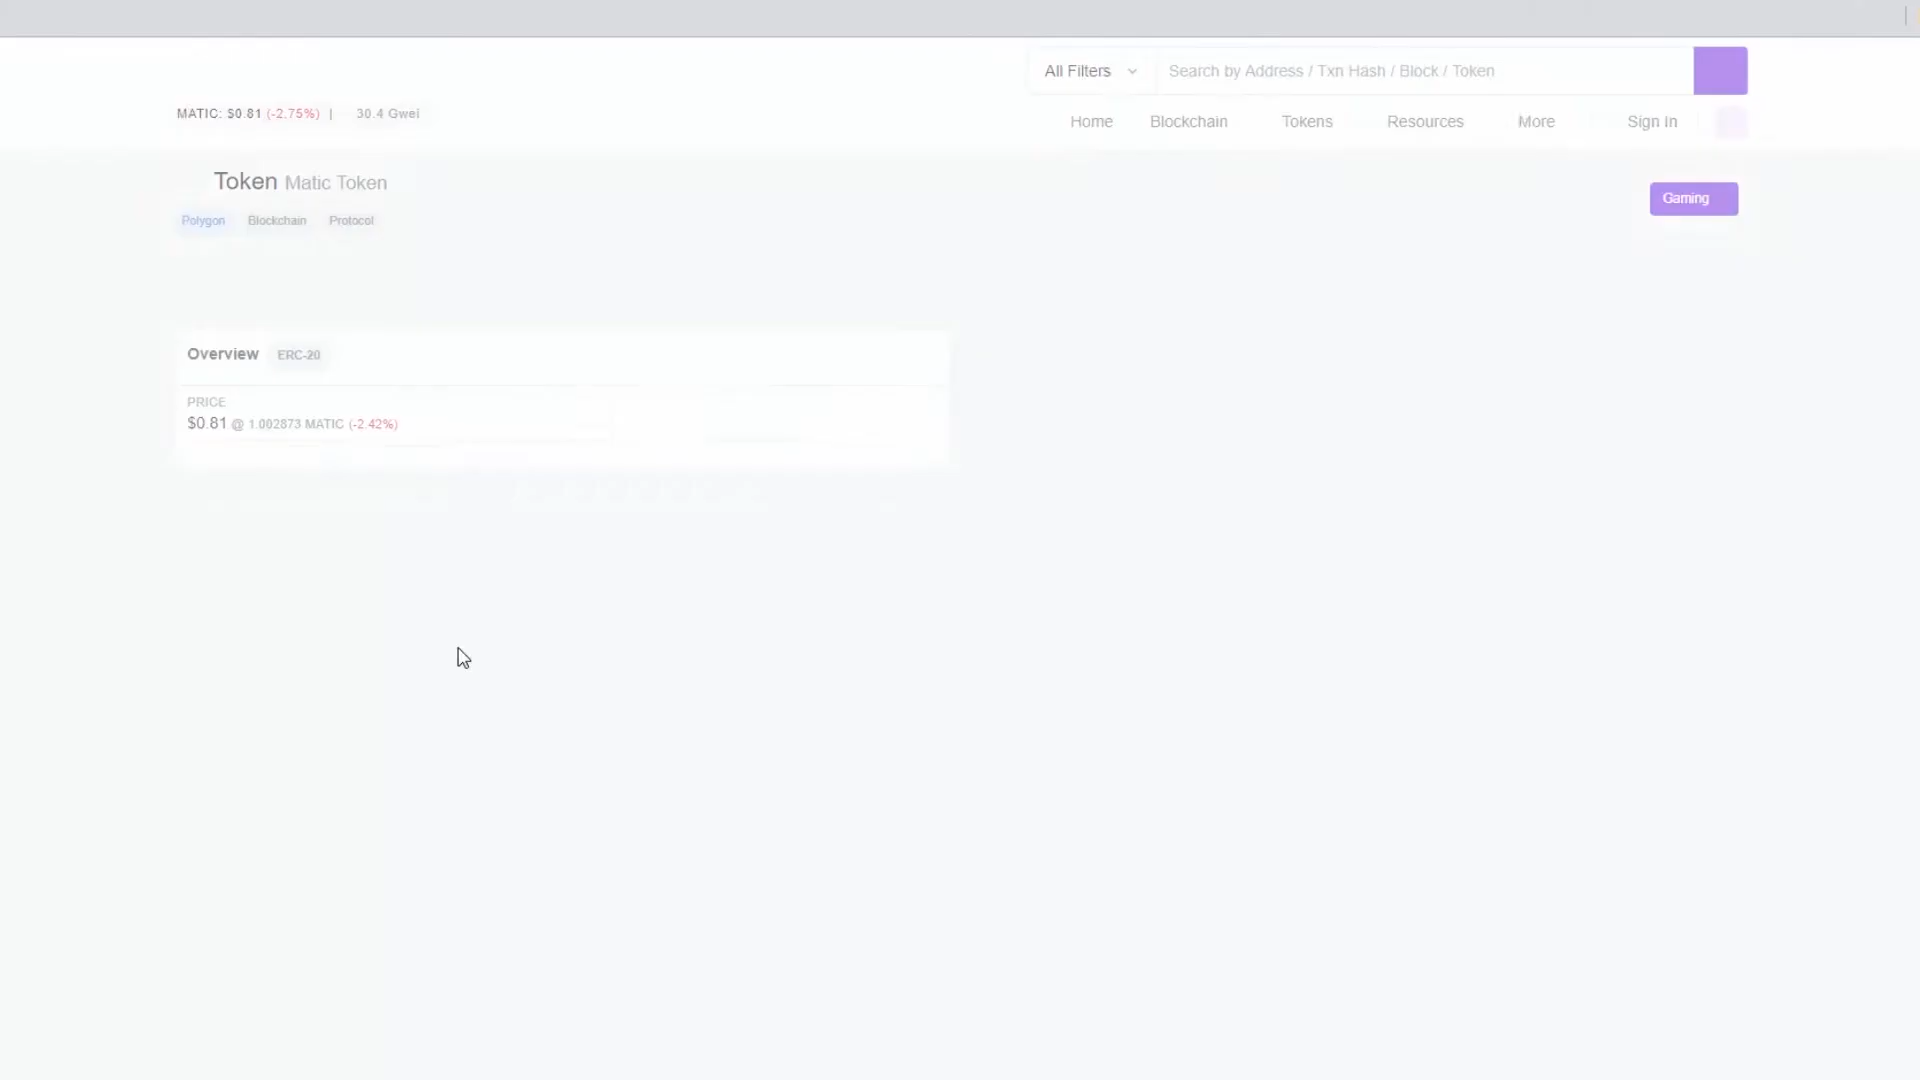 All Filters Search by Address / Txn Hash / Block / Token
MATIC: $0.81 (-2.75%) | 30.4 Gwei
Home Blockchain Tokens Resources More Sign In
Token Matic Token
Gaming
Polygon Blockchain Protocol
Overview ERC-20
PRICE
$0.81 @ 1.002873 MATIC (-2.42%)